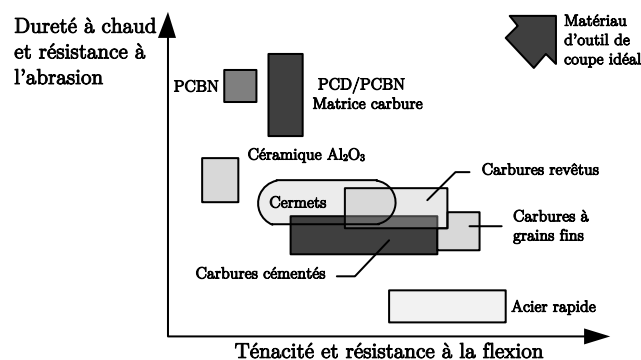 Dureté à chaud
et résistance à
l'abrasion
Matériau
d'outil de
coupe idéal
PCBN
PCD/PCBN
Matrice carbure
Céramique Al₂O₃
Carbures revêtus
Cermets
Carbures à
grains fins
Carbures cémentés
Acier rapide
Ténacité et résistance à la flexion